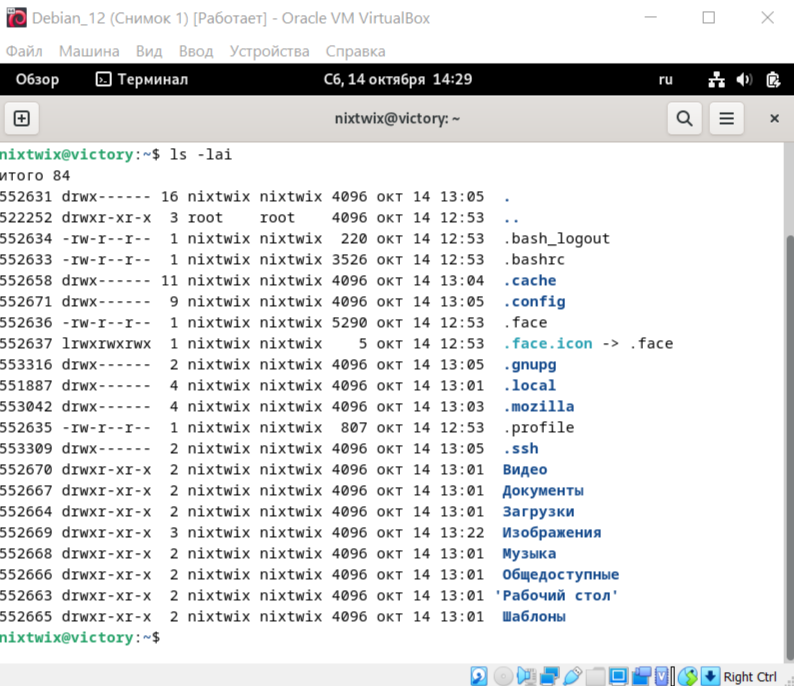 Debian_12 (Снимок 1) [Работает] - Oracle VM VirtualBox
Файл Машина Вид Ввод Устройства Справка
Обзор Терминал Сб, 14 октября 14:29 ru
nixtwix@victory: ~
nixtwix@victory:~$ ls -lai
итого 84
552631 drwx------ 16 nixtwix nixtwix 4096 окт 14 13:05 .
522252 drwxr-xr-x 3 root root 4096 окт 14 12:53 ..
552634 -rw-r--r-- 1 nixtwix nixtwix 220 окт 14 12:53 .bash_logout
552633 -rw-r--r-- 1 nixtwix nixtwix 3526 окт 14 12:53 .bashrc
552658 drwx------ 11 nixtwix nixtwix 4096 окт 14 13:04 .cache
552671 drwx------ 9 nixtwix nixtwix 4096 окт 14 13:05 .config
552636 -rw-r--r-- 1 nixtwix nixtwix 5290 окт 14 12:53 .face
552637 lrwxrwxrwx 1 nixtwix nixtwix 5 окт 14 12:53 .face.icon -> .face
553316 drwx------ 2 nixtwix nixtwix 4096 окт 14 13:05 .gnupg
551887 drwx------ 4 nixtwix nixtwix 4096 окт 14 13:01 .local
553042 drwx------ 4 nixtwix nixtwix 4096 окт 14 13:03 .mozilla
552635 -rw-r--r-- 1 nixtwix nixtwix 807 окт 14 12:53 .profile
553309 drwx------ 2 nixtwix nixtwix 4096 окт 14 13:05 .ssh
552670 drwxr-xr-x 2 nixtwix nixtwix 4096 окт 14 13:01 Видео
552667 drwxr-xr-x 2 nixtwix nixtwix 4096 окт 14 13:01 Документы
552664 drwxr-xr-x 2 nixtwix nixtwix 4096 окт 14 13:01 Загрузки
552669 drwxr-xr-x 3 nixtwix nixtwix 4096 окт 14 13:22 Изображения
552668 drwxr-xr-x 2 nixtwix nixtwix 4096 окт 14 13:01 Музыка
552666 drwxr-xr-x 2 nixtwix nixtwix 4096 окт 14 13:01 Общедоступные
552663 drwxr-xr-x 2 nixtwix nixtwix 4096 окт 14 13:01 'Рабочий стол'
552665 drwxr-xr-x 2 nixtwix nixtwix 4096 окт 14 13:01 Шаблоны
nixtwix@victory:~$
Right Ctrl